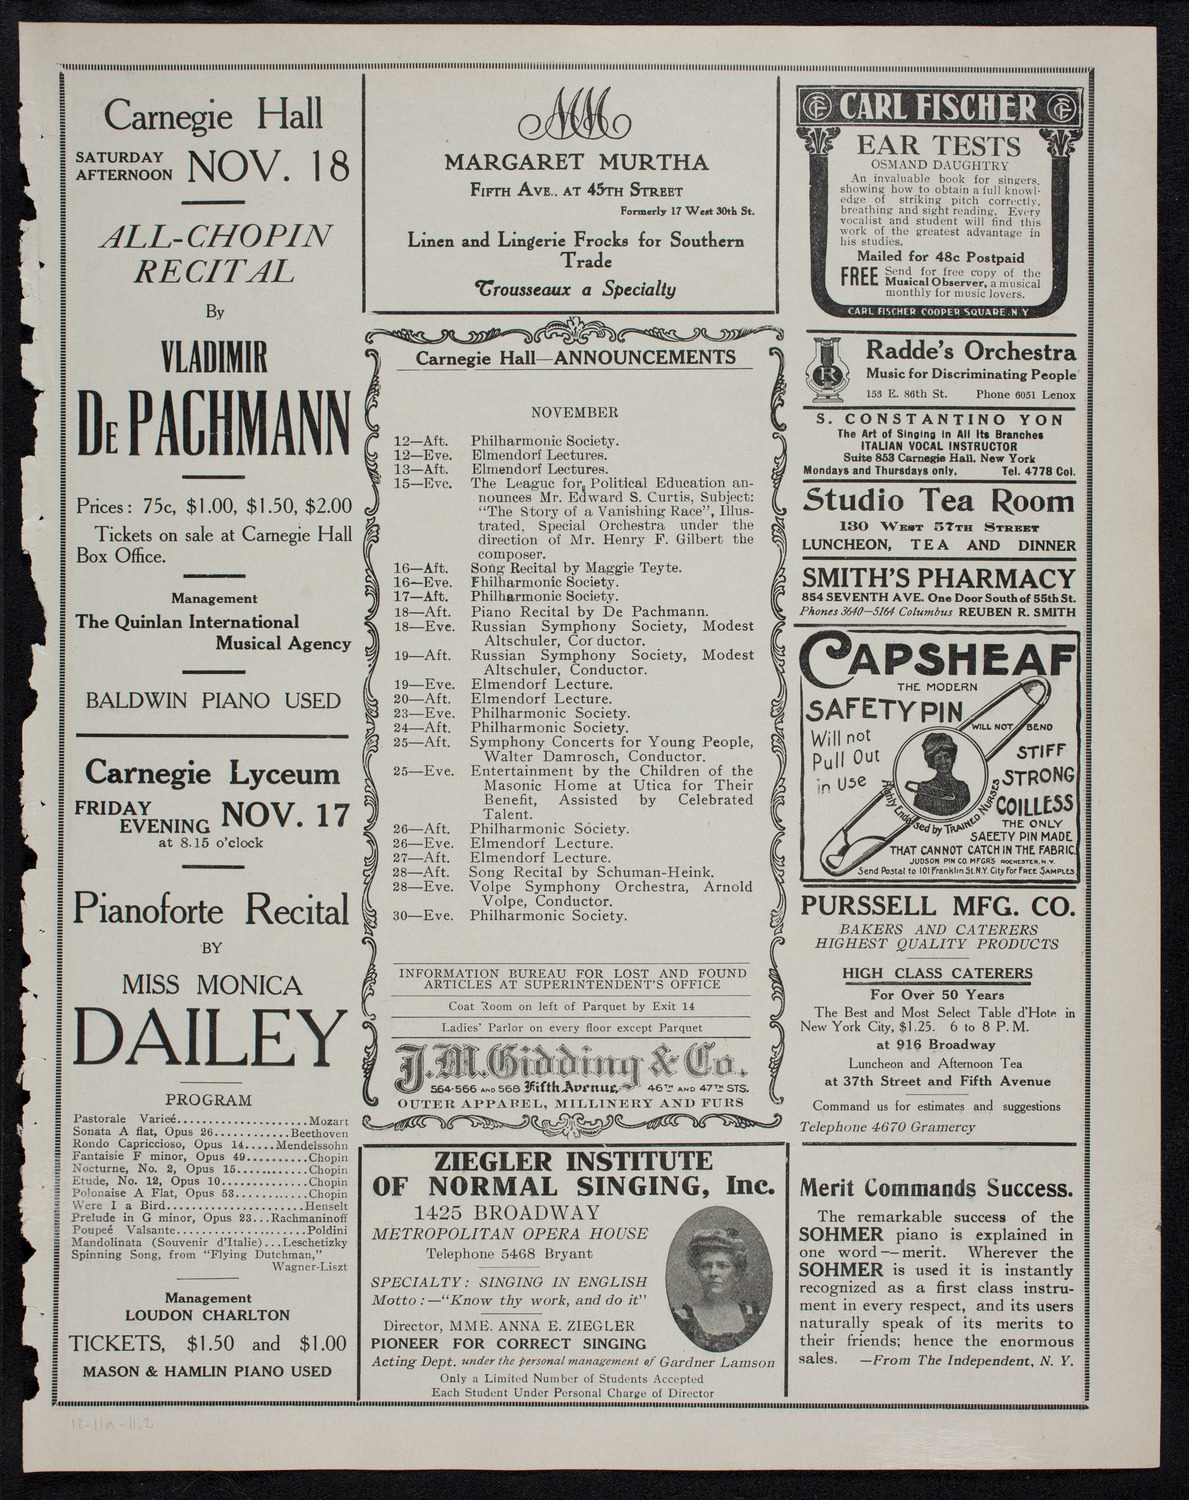 Carnegie Hall
SATURDAY
AFTERNOON NOV. 18
ALL-CHOPIN
RECITAL
By
VLADIMIR
DE PACHMANN
Prices: 75c, $1.00, $1.50, $2.00
Tickets on sale at Carnegie Hall
Box Office.
Management
The Quinlan International
Musical Agency
BALDWIN PIANO USED
Carnegie Lyceum
FRIDAY
EVENING NOV. 17
at 8.15 o'clock
Pianoforte Recital
BY
MISS MONICA
DAILEY
PROGRAM
Pastorale Varieé.....................Mozart
Sonata A flat, Opus 26............Beethoven
Rondo Capriccioso, Opus 14.....Mendelssohn
Fantaisie F minor, Opus 49..........Chopin
Nocturne, No. 2, Opus 15............Chopin
Etude, No. 12, Opus 10.............Chopin
Polonaise A Flat, Opus 53............Chopin
Were I a Bird.......................Henselt
Prelude in G minor, Opus 23...Rachmaninoff
Poupeé Valsante.....................Poldini
Mandolinata (Souvenir d'Italie)...Leschetizky
Spinning Song, from "Flying Dutchman,"
Wagner-Liszt
Management
LOUDON CHARLTON
TICKETS, $1.50 and $1.00
MASON & HAMLIN PIANO USED
MM
MARGARET MURTHA
FIFTH AVE., AT 45TH STREET
Formerly 17 West 30th St.
Linen and Lingerie Frocks for Southern
Trade
Trousseaux a Specialty
Carnegie Hall—ANNOUNCEMENTS
NOVEMBER
12—Aft. Philharmonic Society.
12—Eve. Elmendorf Lectures.
13—Aft. Elmendorf Lectures.
15—Eve. The League for Political Education an-
nounces Mr. Edward S. Curtis, Subject:
"The Story of a Vanishing Race", Illus-
trated, Special Orchestra under the
direction of Mr. Henry F. Gilbert the
composer.
16—Aft. Song Recital by Maggie Teyte.
16—Eve. Philharmonic Society.
17—Aft. Philharmonic Society.
18—Aft. Piano Recital by De Pachmann.
18—Eve. Russian Symphony Society, Modest
Altschuler, Cor ductor.
19—Aft. Russian Symphony Society, Modest
Altschuler, Conductor.
19—Eve. Elmendorf Lecture.
20—Aft. Elmendorf Lecture.
23—Eve. Philharmonic Society.
24—Aft. Philharmonic Society.
25—Aft. Symphony Concerts for Young People,
Walter Damrosch, Conductor.
25—Eve. Entertainment by the Children of the
Masonic Home at Utica for Their
Benefit, Assisted by Celebrated
Talent.
26—Aft. Philharmonic Society.
26—Eve. Elmendorf Lecture.
27—Aft. Elmendorf Lecture.
28—Aft. Song Recital by Schuman-Heink.
28—Eve. Volpe Symphony Orchestra, Arnold
Volpe, Conductor.
30—Eve. Philharmonic Society.
INFORMATION BUREAU FOR LOST AND FOUND
ARTICLES AT SUPERINTENDENT'S OFFICE
Coat Room on left of Parquet by Exit 14
Ladies' Parlor on every floor except Parquet
J.M. Gidding & Co.
564-566 AND 568 Fifth Avenue, 46TH AND 47TH STS.
OUTER APPAREL, MILLINERY AND FURS
ZIEGLER INSTITUTE
OF NORMAL SINGING, Inc.
1425 BROADWAY
METROPOLITAN OPERA HOUSE
Telephone 5468 Bryant
SPECIALTY: SINGING IN ENGLISH
Motto:—"Know thy work, and do it"
Director, MME. ANNA E. ZIEGLER
PIONEER FOR CORRECT SINGING
Acting Dept. under the personal management of Gardner Lamson
Only a Limited Number of Students Accepted
Each Student Under Personal Charge of Director
CF CARL FISCHER CF
EAR TESTS
OSMAND DAUGHTRY
An invaluable book for singers,
showing how to obtain a full knowl-
edge of striking pitch correctly,
breathing and sight reading. Every
vocalist and student will find this
work of the greatest advantage in
his studies.
Mailed for 48c Postpaid
FREE Send for free copy of the
Musical Observer, a musical
monthly for music lovers.
CARL FISCHER COOPER SQUARE, N.Y.
R
Radde's Orchestra
Music for Discriminating People
153 E. 86th St. Phone 6051 Lenox
S. CONSTANTINO YON
The Art of Singing in All Its Branches
ITALIAN VOCAL INSTRUCTOR
Suite 853 Carnegie Hall, New York
Mondays and Thursdays only, Tel. 4778 Col.
Studio Tea Room
130 WEST 57TH STREET
LUNCHEON, TEA AND DINNER
SMITH'S PHARMACY
854 SEVENTH AVE. One Door South of 55th St.
Phones 3640—5164 Columbus REUBEN R. SMITH
CAPSHEAF
THE MODERN
SAFETY PIN
WILL NOT BEND
Will not
Pull Out
in Use
STIFF
STRONG
COILLESS
Highly Endorsed by TRAINED NURSES
THE ONLY
SAFETY PIN MADE
THAT CANNOT CATCH IN THE FABRIC.
JUDSON PIN CO. MFGR'S ROCHESTER, N.Y.
Send Postal to 101 Franklin St. N.Y. City for FREE SAMPLES
PURSSELL MFG. CO.
BAKERS AND CATERERS
HIGHEST QUALITY PRODUCTS
HIGH CLASS CATERERS
For Over 50 Years
The Best and Most Select Table d'Hote in
New York City, $1.25. 6 to 8 P.M.
at 916 Broadway
Luncheon and Afternoon Tea
at 37th Street and Fifth Avenue
Command us for estimates and suggestions
Telephone 4670 Gramercy
Merit Commands Success.
The remarkable success of the
SOHMER piano is explained in
one word—merit. Wherever the
SOHMER is used it is instantly
recognized as a first class instru-
ment in every respect, and its users
naturally speak of its merits to
their friends; hence the enormous
sales. —From The Independent, N. Y.